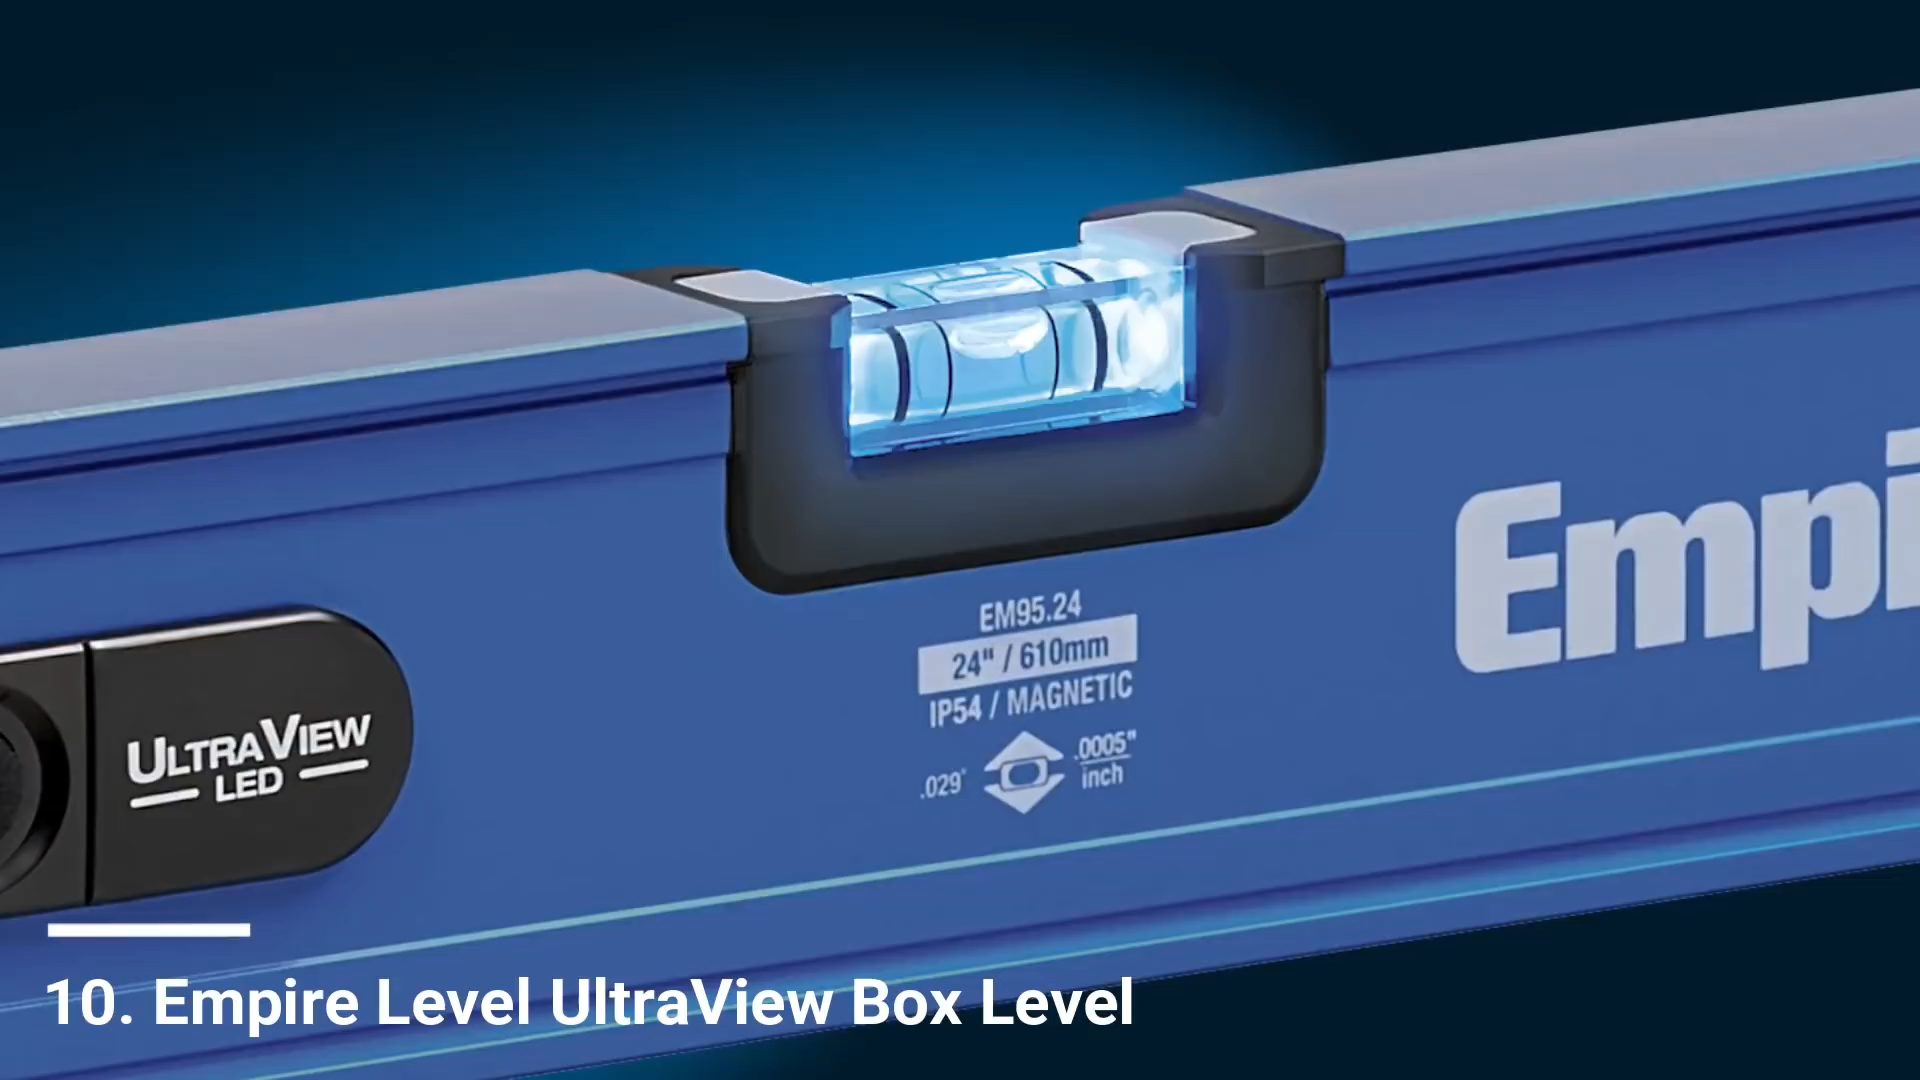 Empi
EM95.24
24" / 610mm
IP54 / MAGNETIC
.029° .0005"
inch
ULTRAVIEW
LED
10. Empire Level UltraView Box Level